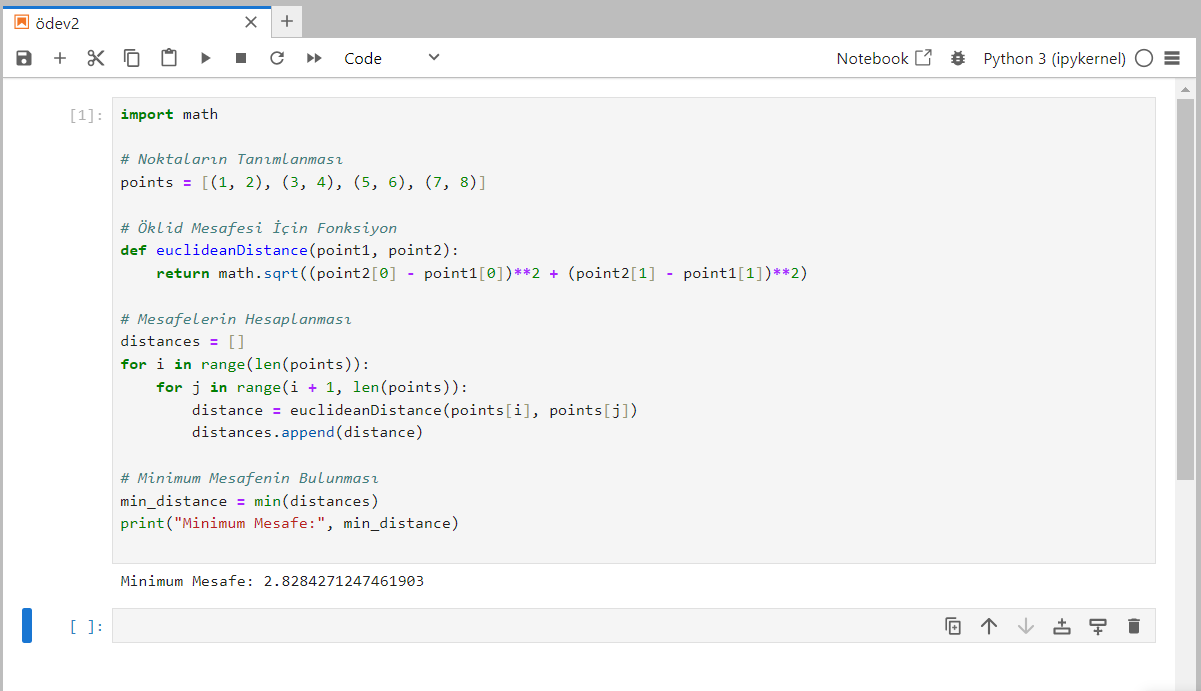 ödev2
Code
Notebook
Python 3 (ipykernel)
[1]:
import math
# Noktaların Tanımlanması
points = [(1, 2), (3, 4), (5, 6), (7, 8)]
# Öklid Mesafesi İçin Fonksiyon
def euclideanDistance(point1, point2):
    return math.sqrt((point2[0] - point1[0])**2 + (point2[1] - point1[1])**2)
# Mesafelerin Hesaplanması
distances = []
for i in range(len(points)):
    for j in range(i + 1, len(points)):
        distance = euclideanDistance(points[i], points[j])
        distances.append(distance)
# Minimum Mesafenin Bulunması
min_distance = min(distances)
print("Minimum Mesafe:", min_distance)
Minimum Mesafe: 2.8284271247461903
[ ]: